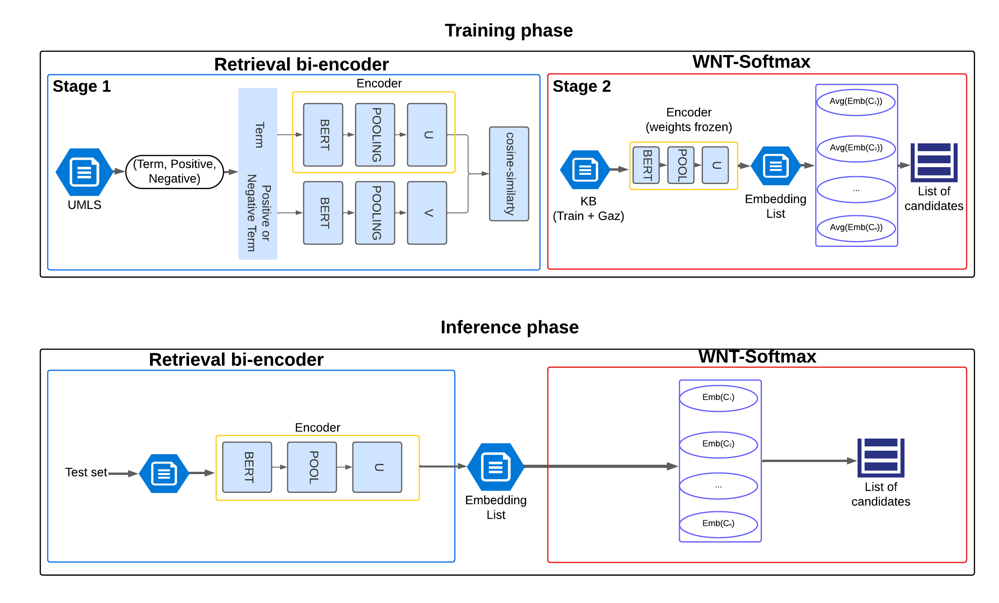 Training phase
Retrieval bi-encoder
Stage 1
UMLS
(Term, Positive,
Negative)
Term
Positive or
Negative Term
Encoder
BERT
POOLING
U
BERT
POOLING
V
cosine-similarty
WNT-Softmax
Stage 2
KB
(Train + Gaz)
Encoder
(weights frozen)
BERT
POOL
U
Embedding
List
Avg(Emb(C₁))
Avg(Emb(C₂))
...
Avg(Emb(Cₙ))
List of
candidates
Inference phase
Retrieval bi-encoder
Test set
Encoder
BERT
POOL
U
Embedding
List
WNT-Softmax
Emb(C₁)
Emb(C₂)
...
Emb(Cₙ)
List of
candidates